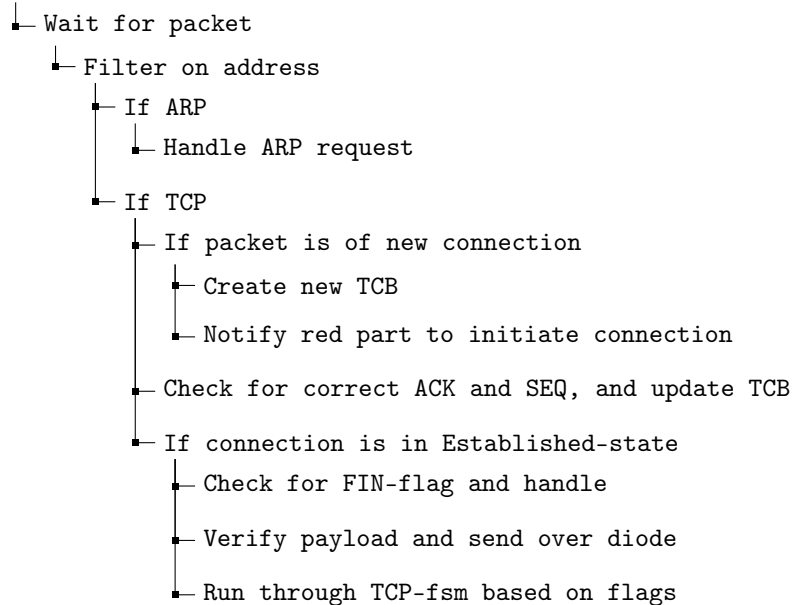 Wait for packet
Filter on address
If ARP
Handle ARP request
If TCP
If packet is of new connection
Create new TCB
Notify red part to initiate connection
Check for correct ACK and SEQ, and update TCB
If connection is in Established-state
Check for FIN-flag and handle
Verify payload and send over diode
Run through TCP-fsm based on flags